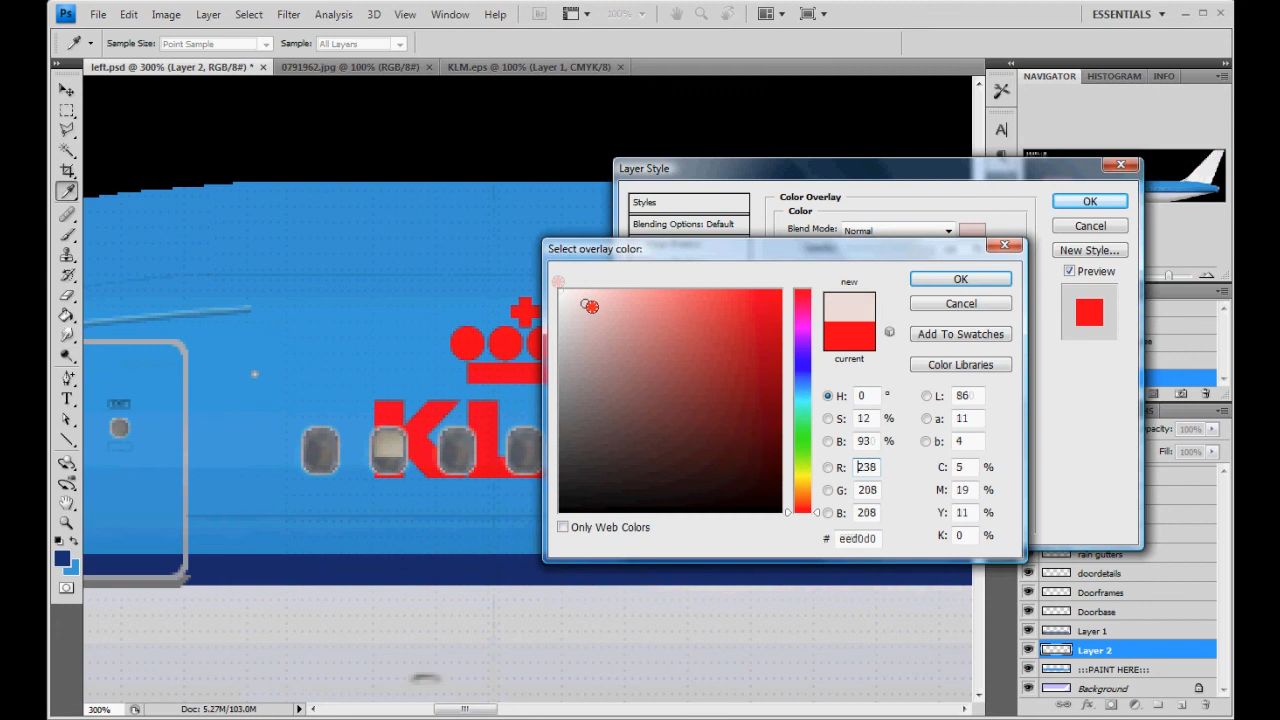 Ps File Edit Image Layer Select Filter Analysis 3D View Window Help Br 100% ESSENTIALS
Sample Size: Point Sample Sample: All Layers
left.psd @ 300% (Layer 2, RGB/8#) * × 0791962.jpg @ 100% (RGB/8#) × KLM.eps @ 100% (Layer 1, CMYK/8) ×
NAVIGATOR HISTOGRAM INFO
Layer Style
Styles
Blending Options: Default
Color Overlay
Color
Blend Mode: Normal
OK
Cancel
New Style...
Preview
Select overlay color:
new
current
OK
Cancel
Add To Swatches
Color Libraries
H: 0 °
S: 12 %
B: 93 %
R: 238
G: 208
B: 208
# eed0d0
L: 86
a: 11
b: 4
C: 5 %
M: 19 %
Y: 11 %
K: 0 %
Only Web Colors
KL
Opacity: 100%
Fill: 100%
rain gutters
doordetails
Doorframes
Doorbase
Layer 1
Layer 2
:::PAINT HERE:::
Background
300% Doc: 5.27M/103.0M